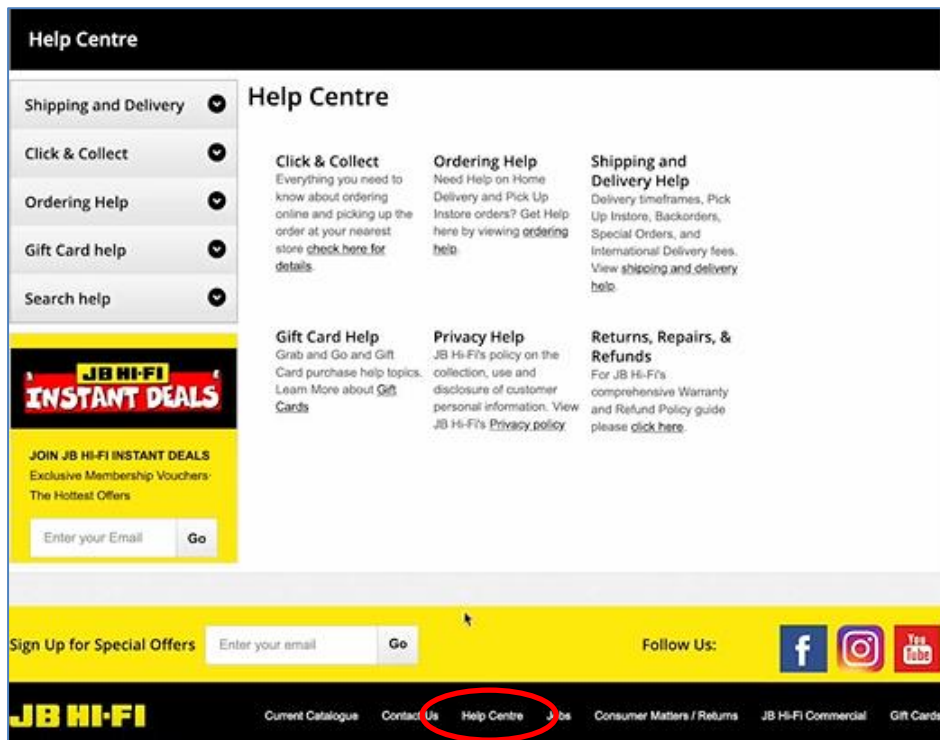 Help Centre
Shipping and Delivery
Click & Collect
Ordering Help
Gift Card help
Search help
JB HI-FI
INSTANT DEALS
JOIN JB HI-FI INSTANT DEALS
Exclusive Membership Vouchers·
The Hottest Offers
Enter your Email Go
Help Centre
Click & Collect
Everything you need to
know about ordering
online and picking up the
order at your nearest
store check here for
details.
Ordering Help
Need Help on Home
Delivery and Pick Up
Instore orders? Get Help
here by viewing ordering
help.
Shipping and
Delivery Help
Delivery timeframes, Pick
Up Instore, Backorders,
Special Orders, and
International Delivery fees.
View shipping and delivery
help.
Gift Card Help
Grab and Go and Gift
Card purchase help topics.
Learn More about Gift
Cards
Privacy Help
JB Hi-Fi's policy on the
collection, use and
disclosure of customer
personal information. View
JB Hi-Fi's Privacy policy
Returns, Repairs, &
Refunds
For JB Hi-Fi's
comprehensive Warranty
and Refund Policy guide
please click here.
Sign Up for Special Offers Enter your email Go Follow Us: f You
Tube
JB HI-FI Current Catalogue Contact Us Help Centre Jobs Consumer Matters / Returns JB Hi-Fi Commercial Gift Cards